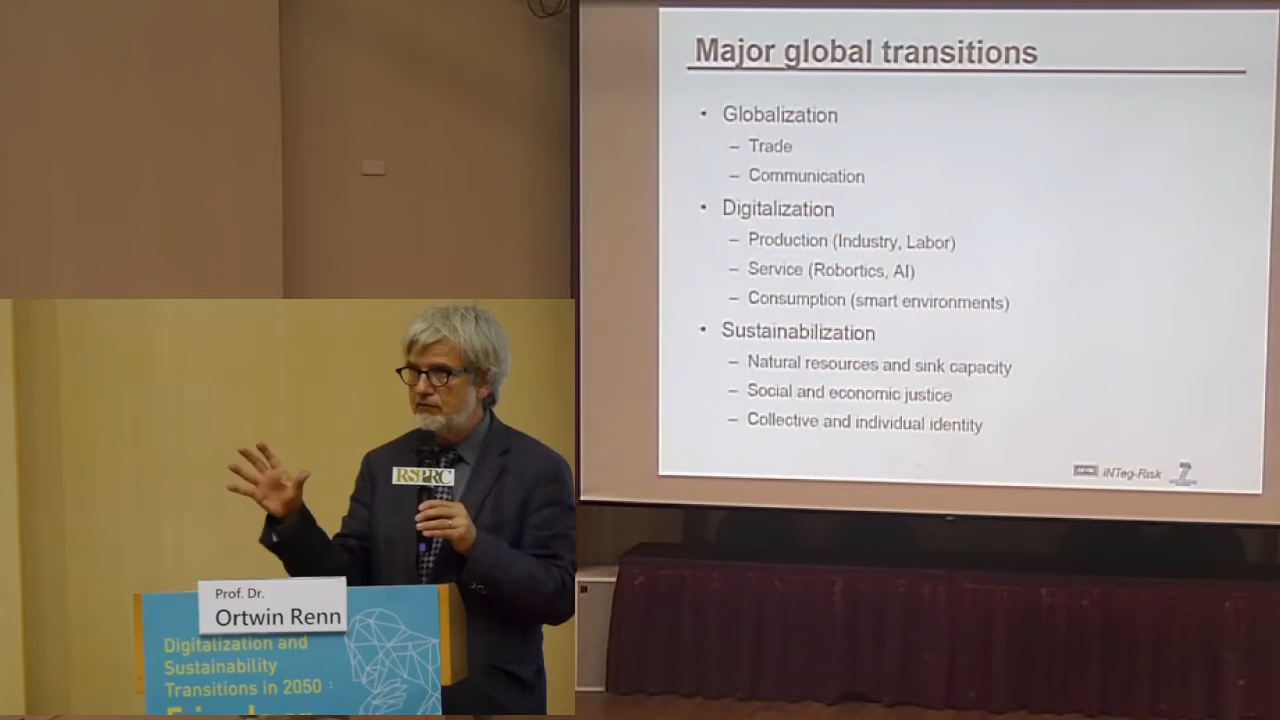 Major global transitions
• Globalization
– Trade
– Communication
• Digitalization
– Production (Industry, Labor)
– Service (Robortics, AI)
– Consumption (smart environments)
• Sustainabilization
– Natural resources and sink capacity
– Social and economic justice
– Collective and individual identity
iNTeg-Risk
RSPRC
Prof. Dr.
Ortwin Renn
Digitalization and
Sustainability
Transitions in 2050 :